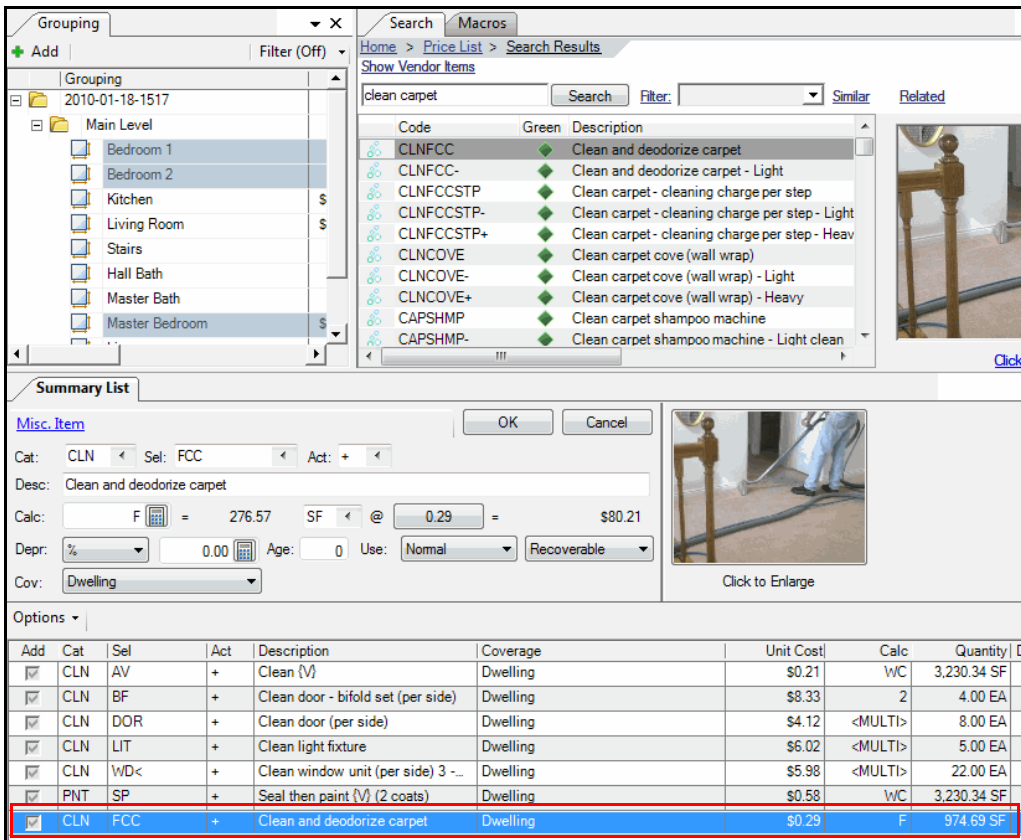 Grouping
Add Filter (Off)
Grouping
2010-01-18-1517
Main Level
Bedroom 1
Bedroom 2
Kitchen $
Living Room $
Stairs
Hall Bath
Master Bath
Master Bedroom $
Search Macros
Home > Price List > Search Results
Show Vendor Items
clean carpet Search Filter: Similar Related
Code Green Description
CLNFCC Clean and deodorize carpet
CLNFCC- Clean and deodorize carpet - Light
CLNFCCSTP Clean carpet - cleaning charge per step
CLNFCCSTP- Clean carpet - cleaning charge per step - Light
CLNFCCSTP+ Clean carpet - cleaning charge per step - Heav
CLNCOVE Clean carpet cove (wall wrap)
CLNCOVE- Clean carpet cove (wall wrap) - Light
CLNCOVE+ Clean carpet cove (wall wrap) - Heavy
CAPSHMP Clean carpet shampoo machine
CAPSHMP- Clean carpet shampoo machine - Light clean
Click
Summary List
Misc. Item OK Cancel
Cat: CLN Sel: FCC Act: +
Desc: Clean and deodorize carpet
Calc: F = 276.57 SF @ 0.29 = $80.21
Depr: % 0.00 Age: 0 Use: Normal Recoverable
Cov: Dwelling
Click to Enlarge
Options
Add Cat Sel Act Description Coverage Unit Cost Calc Quantity D
CLN AV + Clean {V} Dwelling $0.21 WC 3,230.34 SF
CLN BF + Clean door - bifold set (per side) Dwelling $8.33 2 4.00 EA
CLN DOR + Clean door (per side) Dwelling $4.12 <MULTI> 8.00 EA
CLN LIT + Clean light fixture Dwelling $6.02 <MULTI> 5.00 EA
CLN WD< + Clean window unit (per side) 3 -... Dwelling $5.98 <MULTI> 22.00 EA
PNT SP + Seal then paint {V} (2 coats) Dwelling $0.58 WC 3,230.34 SF
CLN FCC + Clean and deodorize carpet Dwelling $0.29 F 974.69 SF